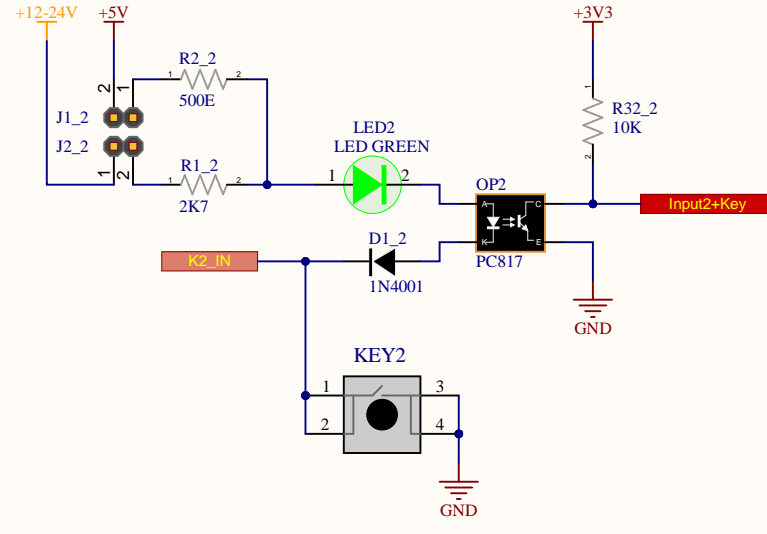 +12-24V
+5V
+3V3
R2_2
1
2
500E
2
1
J1_2
J2_2
1
2
R1_2
1
2
2K7
LED2
LED GREEN
1
2
1
R32_2
10K
2
OP2
A
C
K
E
PC817
Input2+Key
K2_IN
D1_2
1N4001
GND
KEY2
1
3
2
4
GND